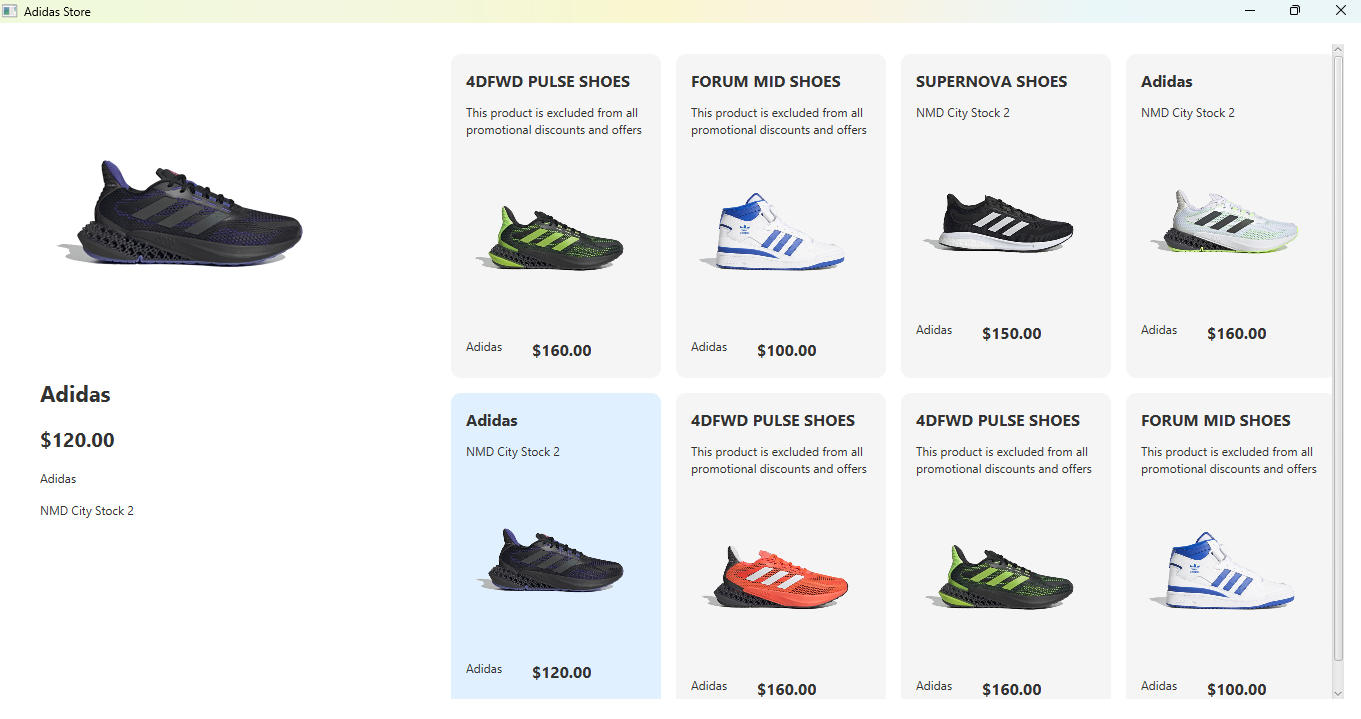 Adidas Store
Adidas
$120.00
Adidas
NMD City Stock 2
4DFWD PULSE SHOES
This product is excluded from all
promotional discounts and offers
Adidas
$160.00
FORUM MID SHOES
This product is excluded from all
promotional discounts and offers
Adidas
$100.00
SUPERNOVA SHOES
NMD City Stock 2
Adidas
$150.00
Adidas
NMD City Stock 2
Adidas
$160.00
Adidas
NMD City Stock 2
Adidas
$120.00
4DFWD PULSE SHOES
This product is excluded from all
promotional discounts and offers
Adidas
$160.00
4DFWD PULSE SHOES
This product is excluded from all
promotional discounts and offers
Adidas
$160.00
FORUM MID SHOES
This product is excluded from all
promotional discounts and offers
Adidas
$100.00